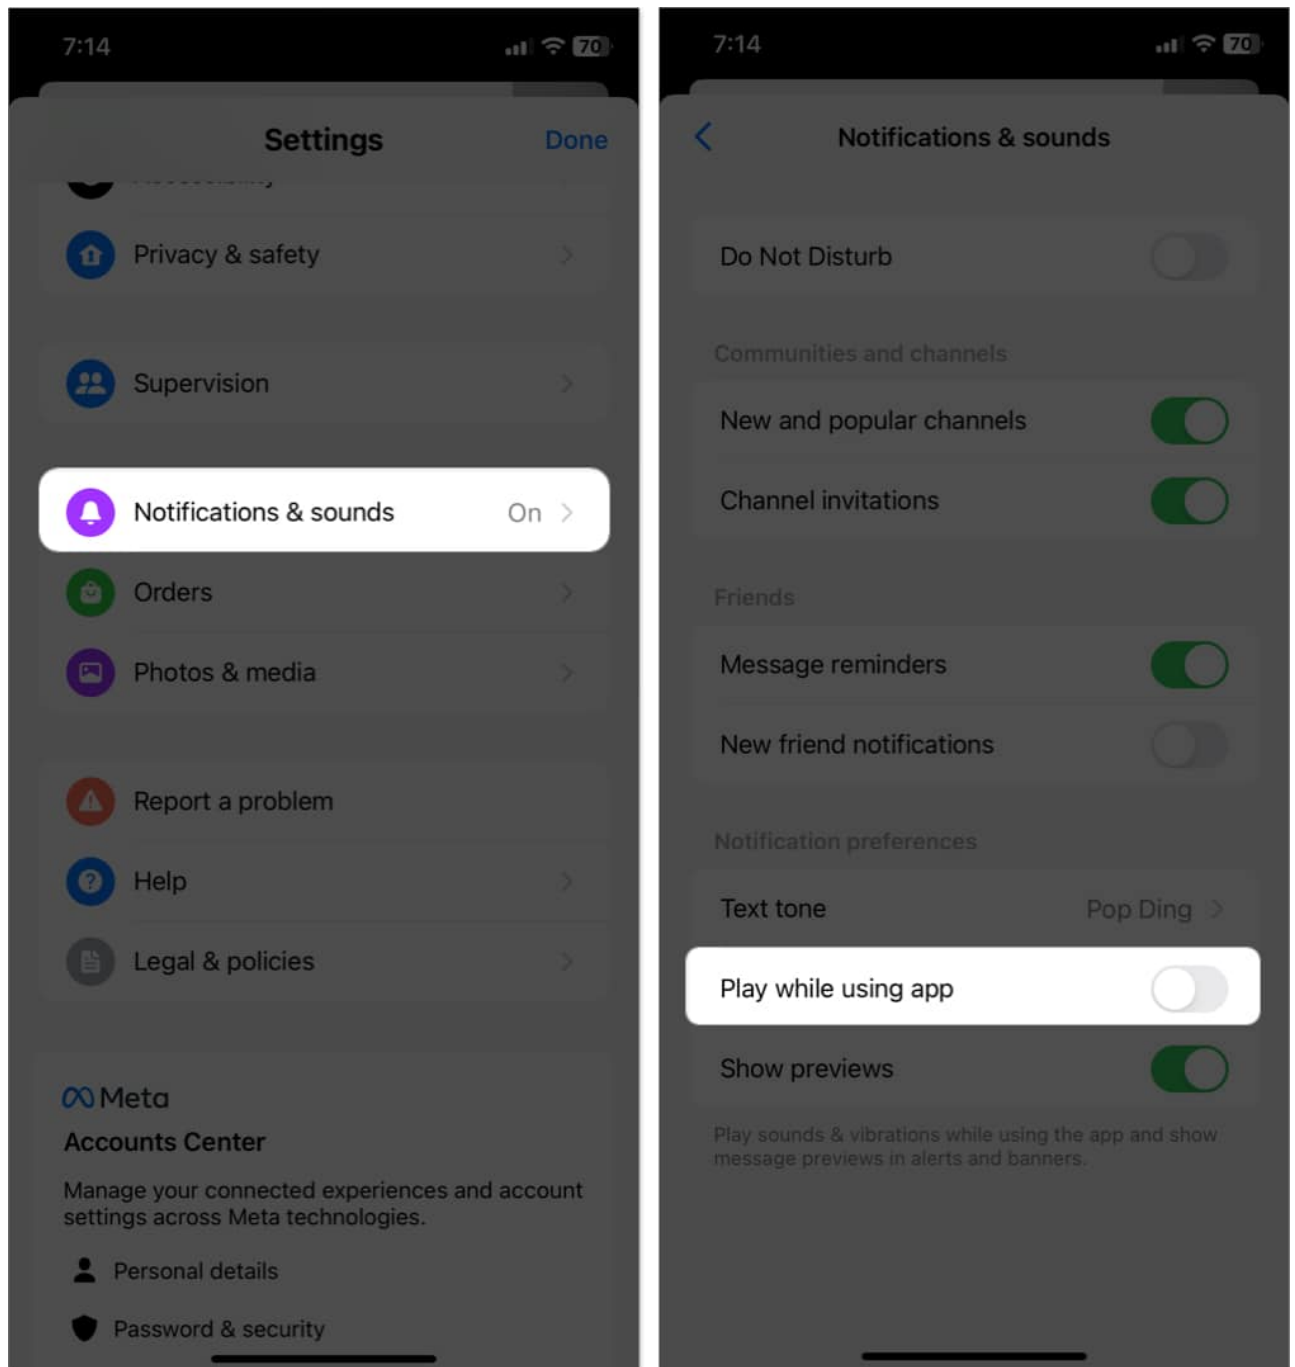 7:14
70
Settings
Done
Privacy & safety
Supervision
Notifications & sounds
On
Orders
Photos & media
Report a problem
Help
Legal & policies
Meta
Accounts Center
Manage your connected experiences and account
settings across Meta technologies.
Personal details
Password & security
7:14
70
Notifications & sounds
Do Not Disturb
Communities and channels
New and popular channels
Channel invitations
Friends
Message reminders
New friend notifications
Notification preferences
Text tone
Pop Ding
Play while using app
Show previews
Play sounds & vibrations while using the app and show
message previews in alerts and banners.